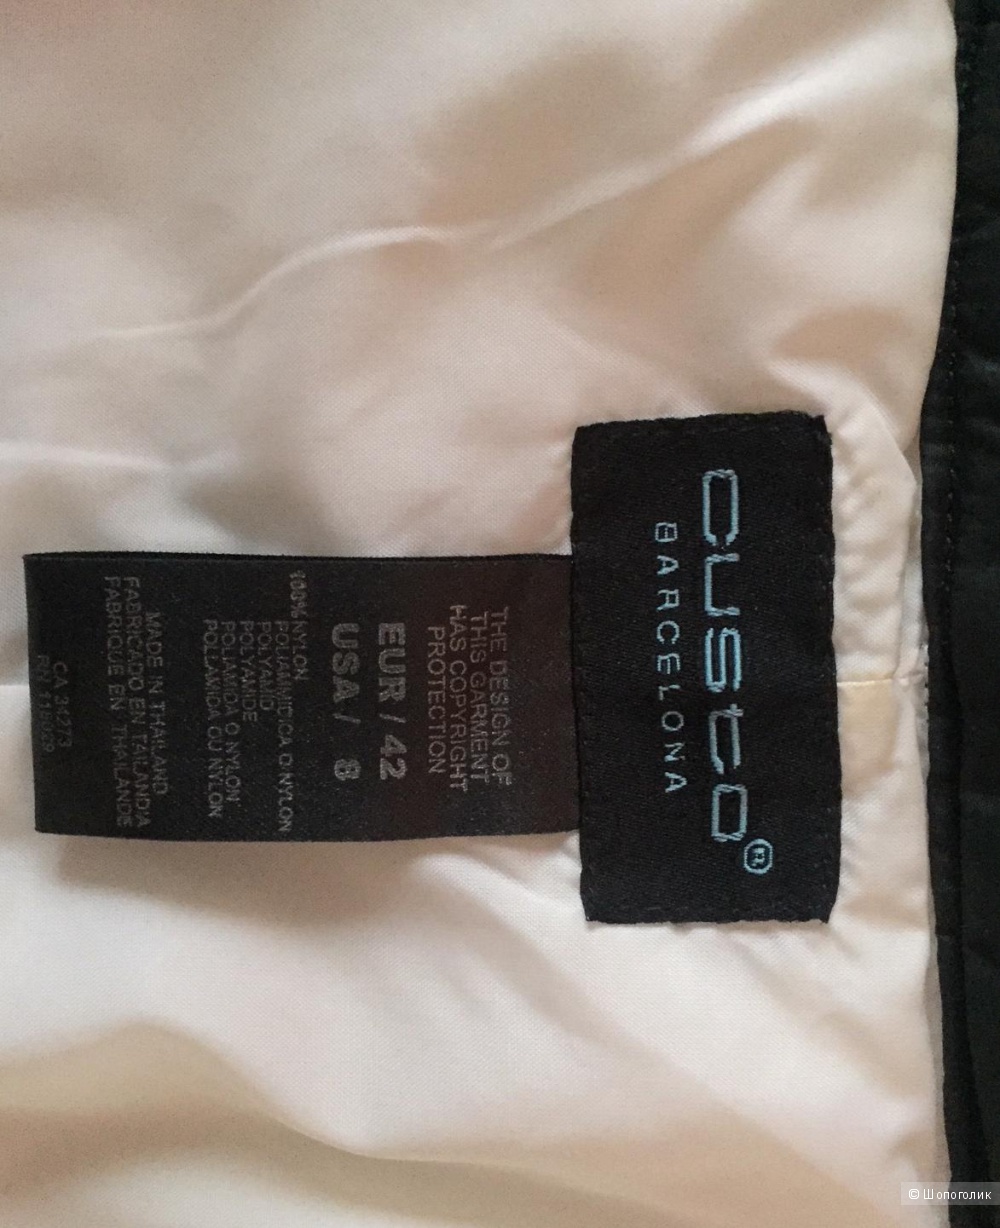 custo®
BARCELONA
THE DESIGN OF
THIS GARMENT
HAS COPYRIGHT
PROTECTION
EUR / 42
USA / 8
100% NYLON
POLIAMMIDICA O NYLON
POLYAMID
POLYAMIDE
POLIAMIDA O NYLON
POLLAMIDA OU NYLON
MADE IN THAILAND
FABRICADO EN TAILANDIA
FABRIQUE EN THAILANDE
CA 34273
© Шопоголик